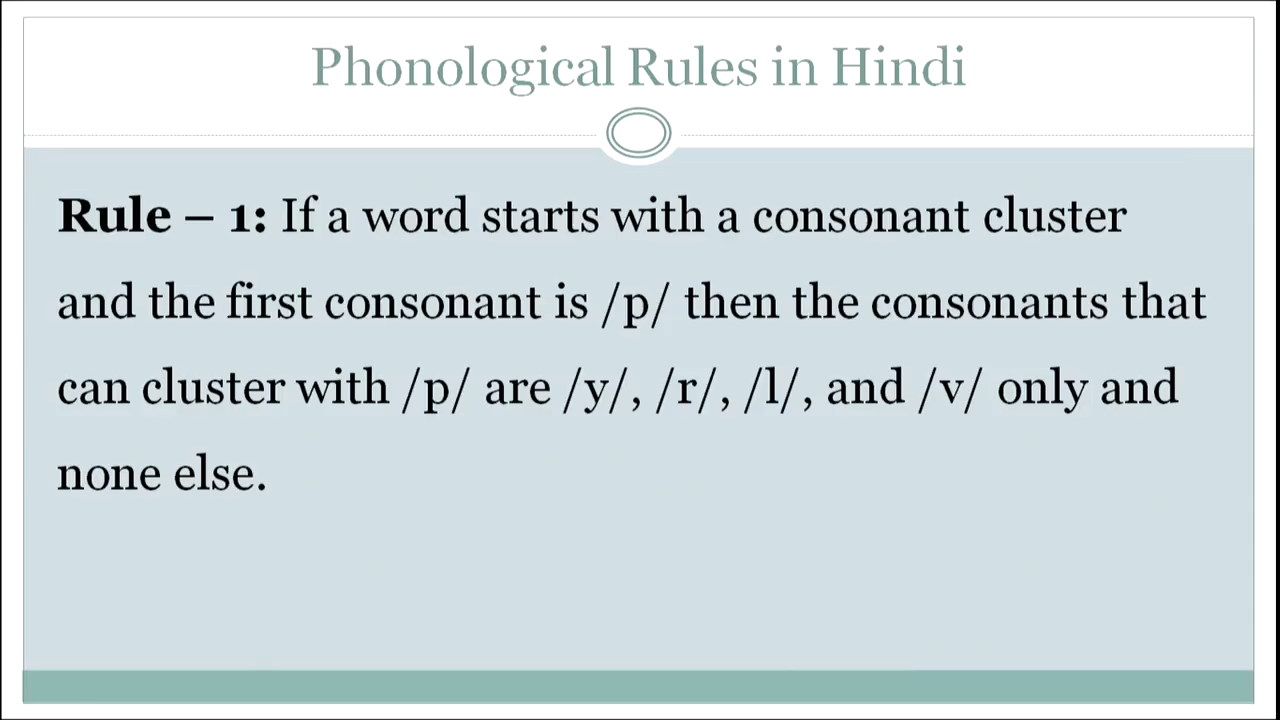 Phonological Rules in Hindi
Rule – 1: If a word starts with a consonant cluster
and the first consonant is /p/ then the consonants that
can cluster with /p/ are /y/, /r/, /l/, and /v/ only and
none else.